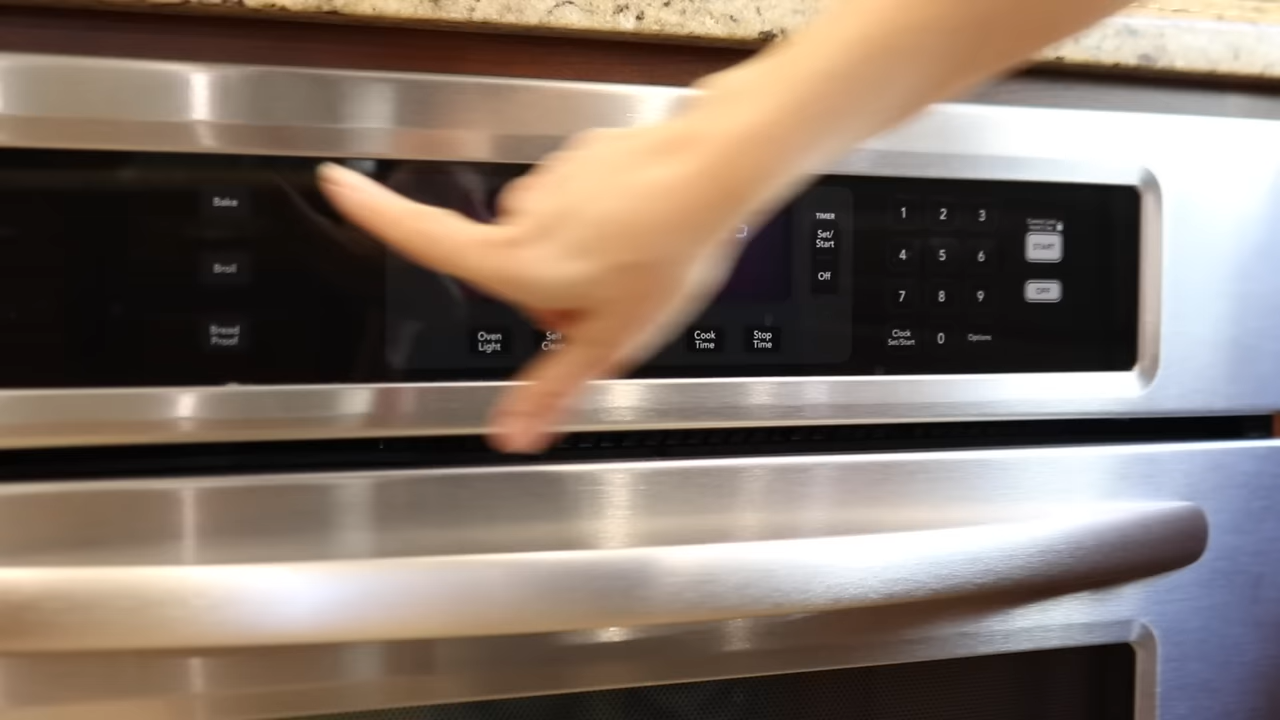 Bake
Broil
Bread
Proof
Oven
Light
Self
Cook
Time
Stop
Time
TIMER
Set/
Start
Off
1 2 3
4 5 6
7 8 9
Clock
Set/Start
0
Options
START
OFF